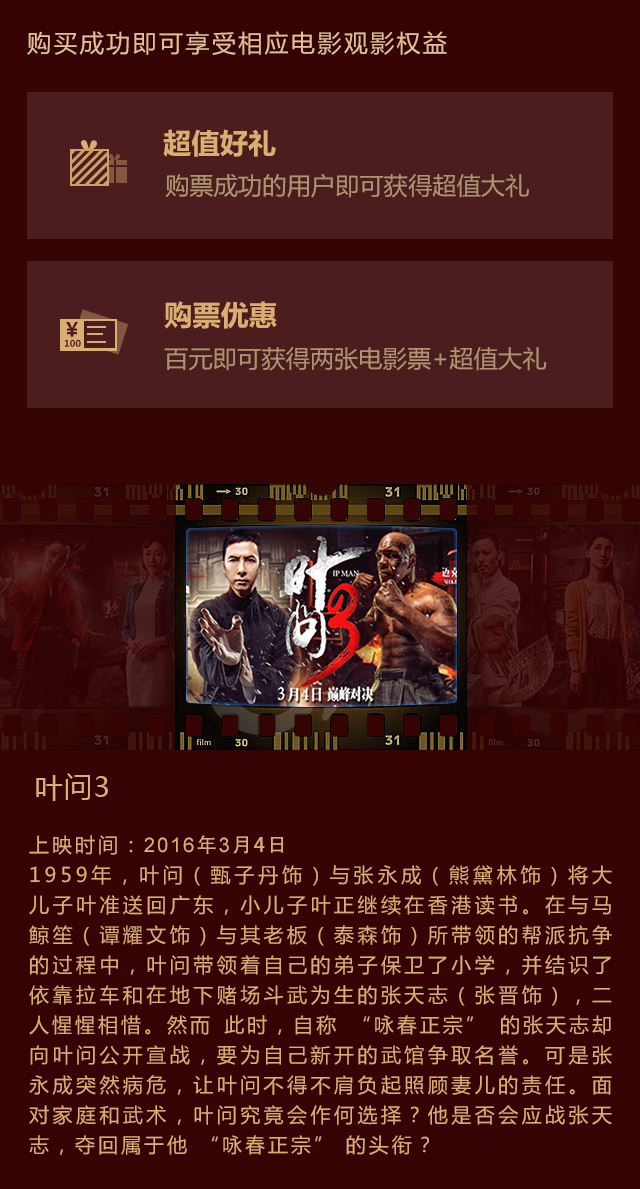 购买成功即可享受相应电影观影权益
超值好礼
购票成功的用户即可获得超值大礼
¥
100
购票优惠
百元即可获得两张电影票+超值大礼
31
30
31
30
叶问3
IP MAN
3月4日 巅峰对决
31
film
30
31
film
30
叶问3
上映时间：2016年3月4日
1959年，叶问（甄子丹饰）与张永成（熊黛林饰）将大
儿子叶准送回广东，小儿子叶正继续在香港读书。在与马
鲸笙（谭耀文饰）与其老板（泰森饰）所带领的帮派抗争
的过程中，叶问带领着自己的弟子保卫了小学，并结识了
依靠拉车和在地下赌场斗武为生的张天志（张晋饰），二
人惺惺相惜。然而 此时，自称 “咏春正宗” 的张天志却
向叶问公开宣战，要为自己新开的武馆争取名誉。可是张
永成突然病危，让叶问不得不肩负起照顾妻儿的责任。面
对家庭和武术，叶问究竟会作何选择？他是否会应战张天
志，夺回属于他 “咏春正宗” 的头衔？